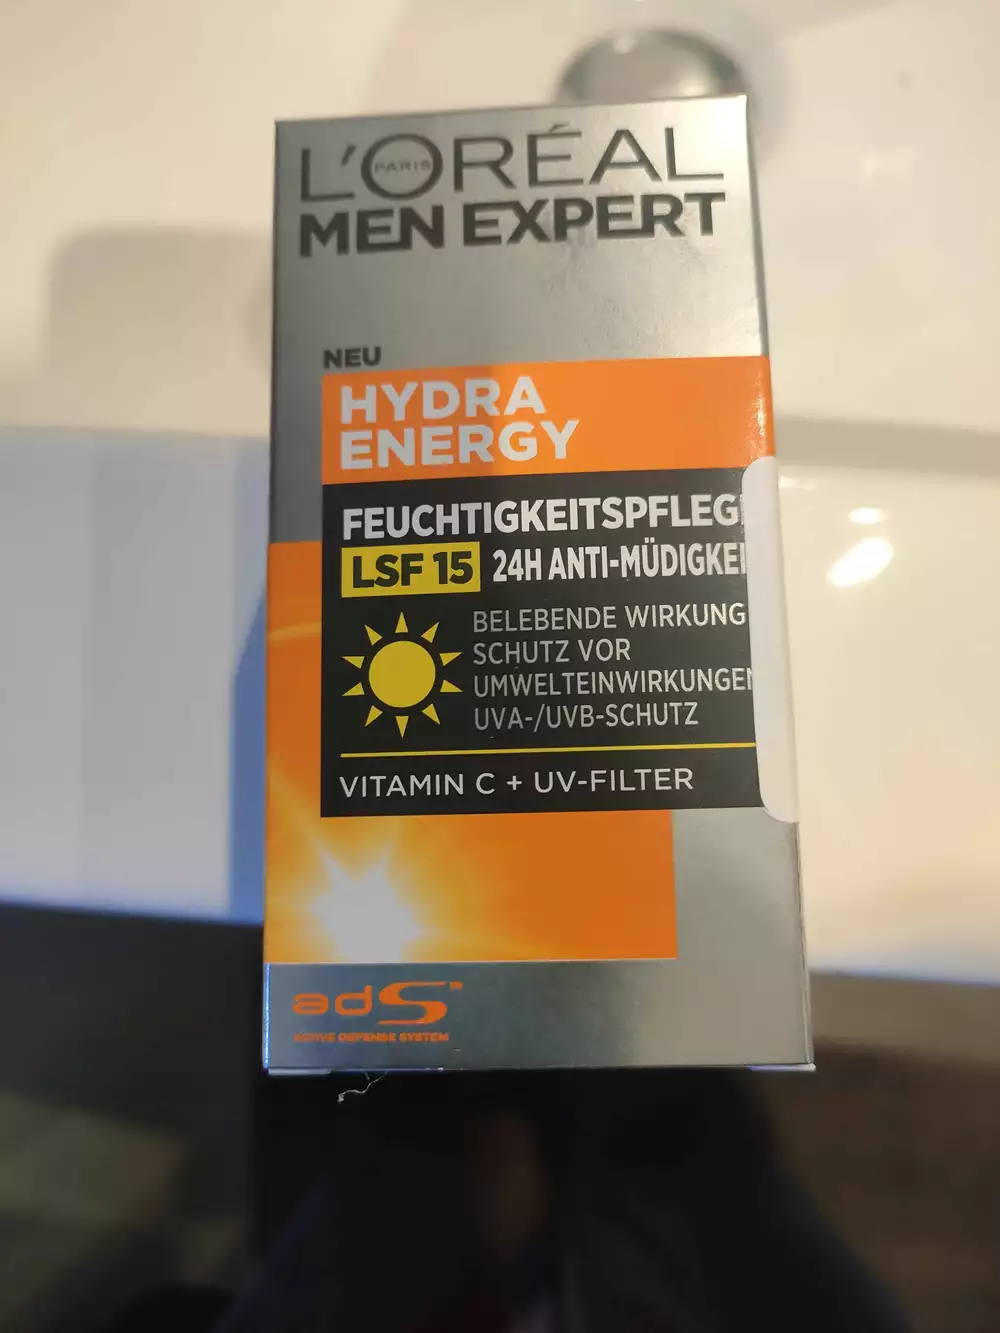 L'ORÉAL
PARIS
MEN EXPERT
NEU
HYDRA
ENERGY
FEUCHTIGKEITSPFLEG
LSF 15 24H ANTI-MÜDIGKEI
BELEBENDE WIRKUNG
SCHUTZ VOR
UMWELTEINWIRKUNGEN
UVA-/UVB-SCHUTZ
VITAMIN C + UV-FILTER
adS
ACTIVE DEFENSE SYSTEM